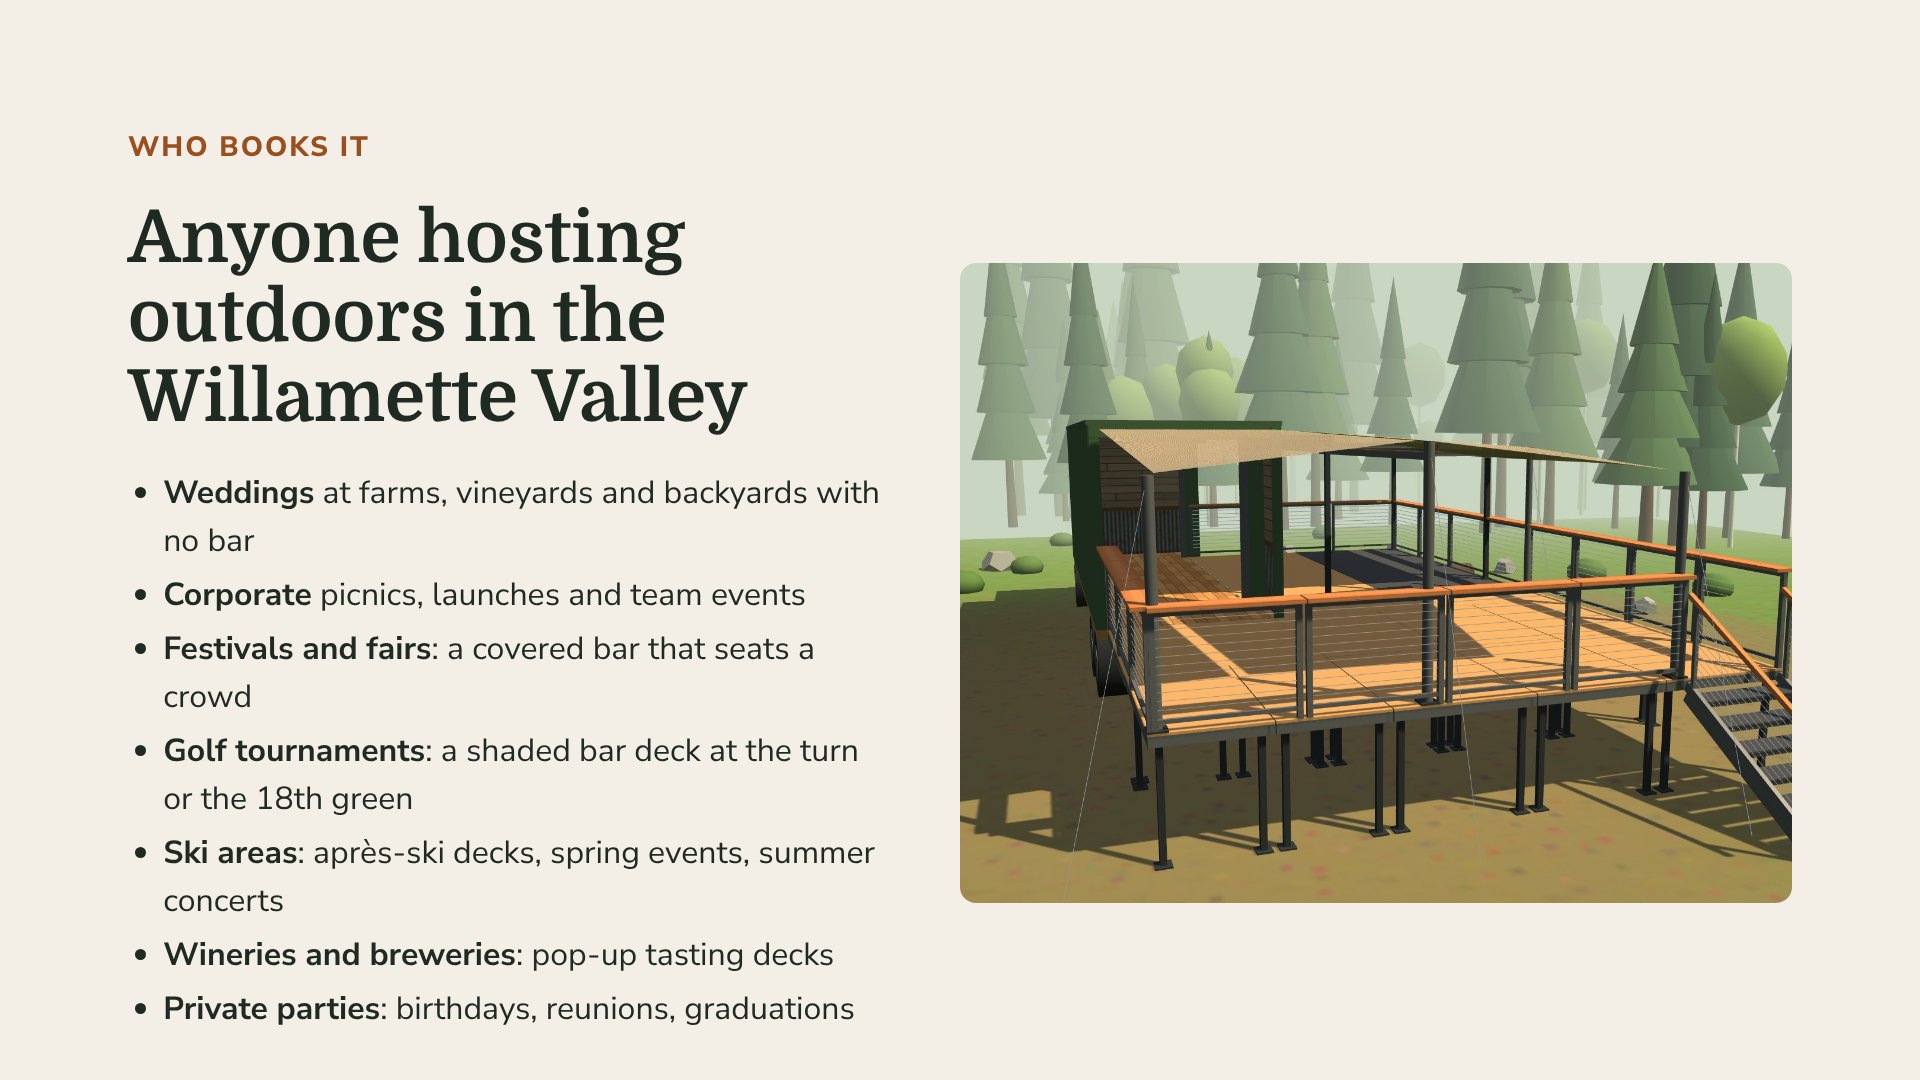 WHO BOOKS IT
Anyone hosting
outdoors in the
Willamette Valley
• Weddings at farms, vineyards and backyards with
no bar
• Corporate picnics, launches and team events
• Festivals and fairs: a covered bar that seats a
crowd
• Golf tournaments: a shaded bar deck at the turn
or the 18th green
• Ski areas: après-ski decks, spring events, summer
concerts
• Wineries and breweries: pop-up tasting decks
• Private parties: birthdays, reunions, graduations